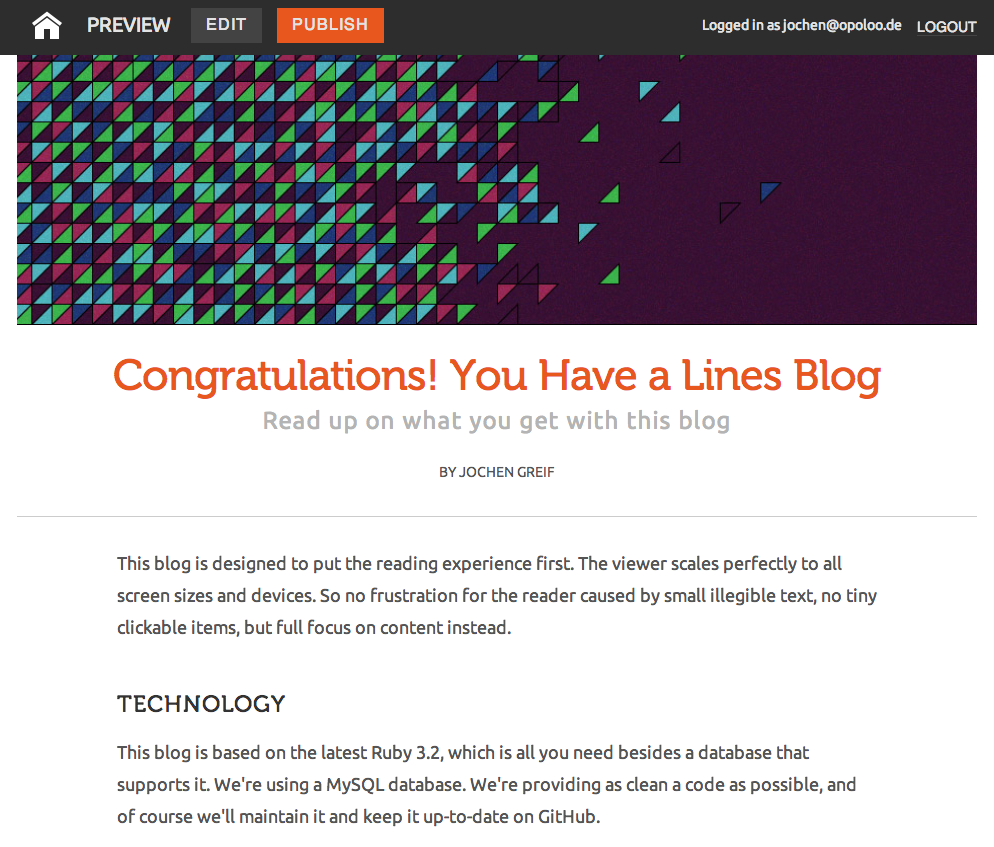 PREVIEW EDIT PUBLISH Logged in as jochen@opoloo.de LOGOUT
Congratulations! You Have a Lines Blog
Read up on what you get with this blog
BY JOCHEN GREIF
This blog is designed to put the reading experience first. The viewer scales perfectly to all
screen sizes and devices. So no frustration for the reader caused by small illegible text, no tiny
clickable items, but full focus on content instead.
TECHNOLOGY
This blog is based on the latest Ruby 3.2, which is all you need besides a database that
supports it. We're using a MySQL database. We're providing as clean a code as possible, and
of course we'll maintain it and keep it up-to-date on GitHub.